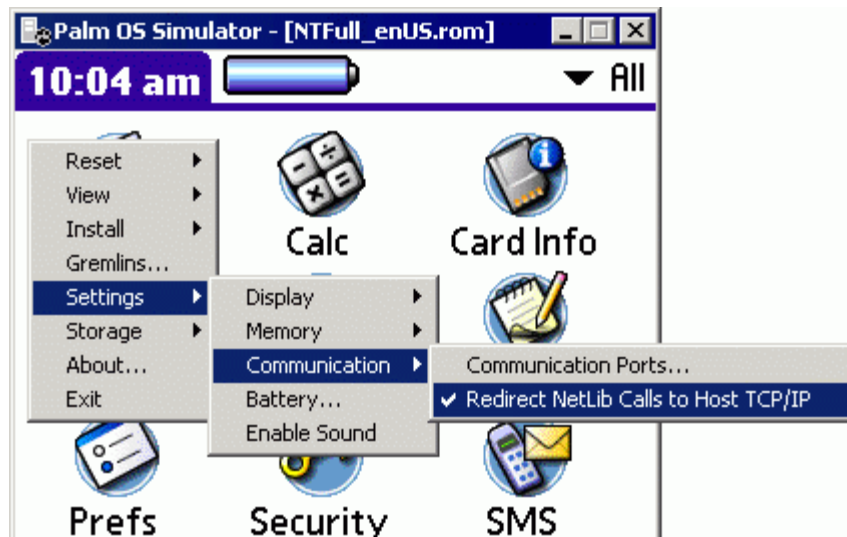 Palm OS Simulator - [NTFull_enUS.rom]
10:04 am
All
Reset
View
Install
Gremlins...
Settings
Storage
About...
Exit
Calc
Card Info
Display
Memory
Communication
Battery...
Enable Sound
Communication Ports...
Redirect NetLib Calls to Host TCP/IP
Prefs
Security
SMS